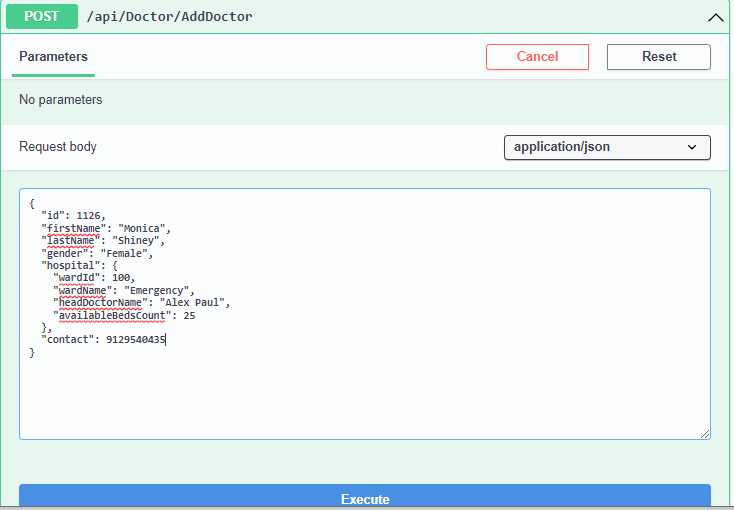 POST /api/Doctor/AddDoctor
Parameters Cancel Reset
No parameters
Request body application/json
{
  "id": 1126,
  "firstName": "Monica",
  "lastName": "Shiney",
  "gender": "Female",
  "hospital": {
    "wardId": 100,
    "wardName": "Emergency",
    "headDoctorName": "Alex Paul",
    "availableBedsCount": 25
  },
  "contact": 9129540435
}
Execute